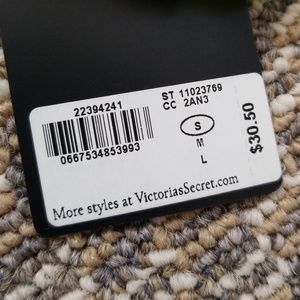 22394241
0667534853993
ST 11023769
CC 2AN3
S
M
L
$30.50
More styles at VictoriasSecret.com